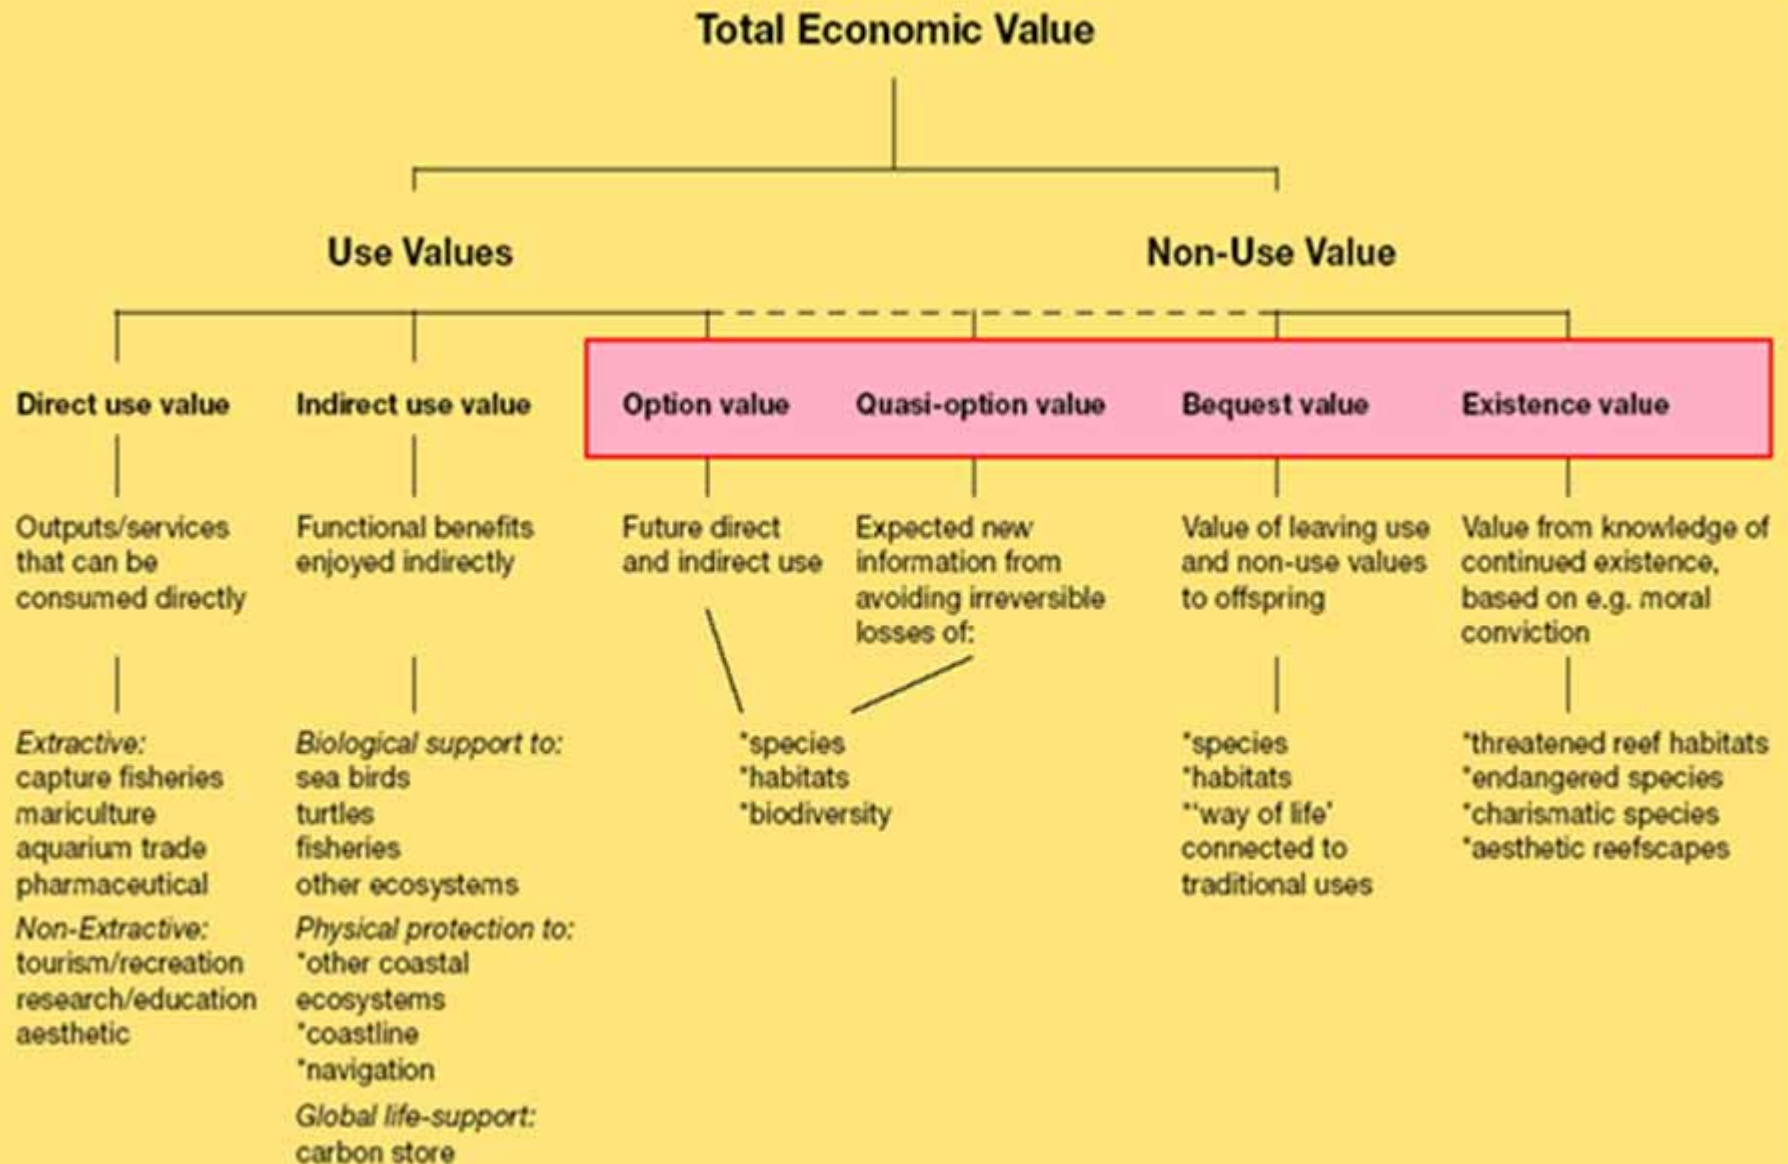 Total Economic Value
Use Values
Non-Use Value
Direct use value
Outputs/services
that can be
consumed directly
Extractive:
capture fisheries
mariculture
aquarium trade
pharmaceutical
Non-Extractive:
tourism/recreation
research/education
aesthetic
Indirect use value
Functional benefits
enjoyed indirectly
Biological support to:
sea birds
turtles
fisheries
other ecosystems
Physical protection to:
*other coastal
ecosystems
*coastline
*navigation
Global life-support:
carbon store
Option value
Future direct
and indirect use
Quasi-option value
Expected new
information from
avoiding irreversible
losses of:
*species
*habitats
*biodiversity
Bequest value
Value of leaving use
and non-use values
to offspring
*species
*habitats
*'way of life'
connected to
traditional uses
Existence value
Value from knowledge of
continued existence,
based on e.g. moral
conviction
*threatened reef habitats
*endangered species
*charismatic species
*aesthetic reefscapes